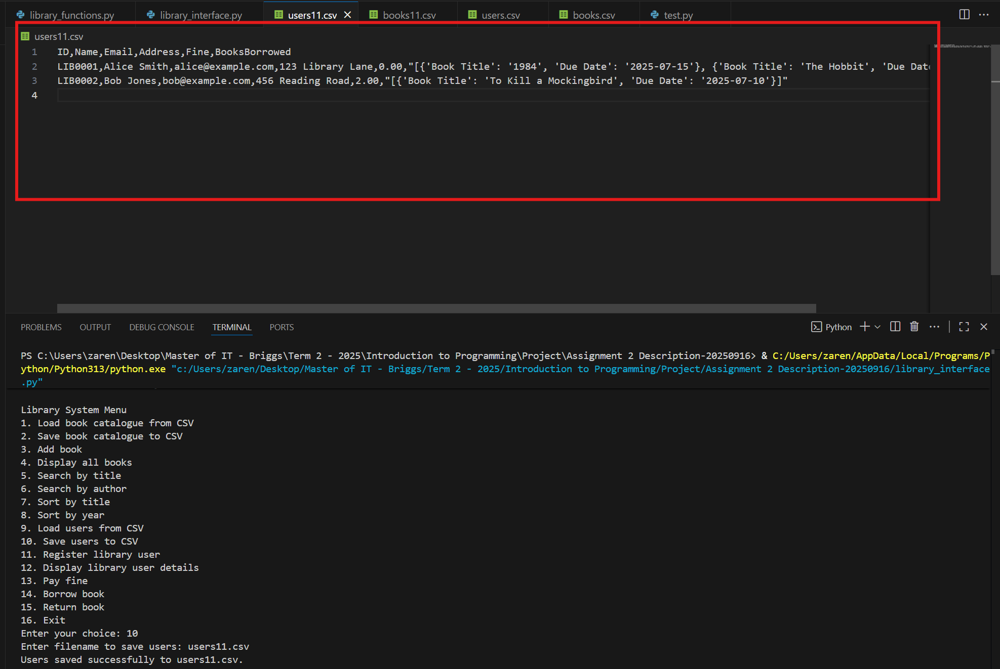 library_functions.py library_interface.py users11.csv books11.csv users.csv books.csv test.py
users11.csv
1 ID,Name,Email,Address,Fine,BooksBorrowed
2 LIB0001,Alice Smith,alice@example.com,123 Library Lane,0.00,"[{'Book Title': '1984', 'Due Date': '2025-07-15'}, {'Book Title': 'The Hobbit', 'Due Dat
3 LIB0002,Bob Jones,bob@example.com,456 Reading Road,2.00,"[{'Book Title': 'To Kill a Mockingbird', 'Due Date': '2025-07-10'}]"
4
PROBLEMS OUTPUT DEBUG CONSOLE TERMINAL PORTS Python
PS C:\Users\zaren\Desktop\Master of IT - Briggs\Term 2 - 2025\Introduction to Programming\Project\Assignment 2 Description-20250916> & C:/Users/zaren/AppData/Local/Programs/P
ython/Python313/python.exe "c:/Users/zaren/Desktop/Master of IT - Briggs/Term 2 - 2025/Introduction to Programming/Project/Assignment 2 Description-20250916/library_interface
.py"
Library System Menu
1. Load book catalogue from CSV
2. Save book catalogue to CSV
3. Add book
4. Display all books
5. Search by title
6. Search by author
7. Sort by title
8. Sort by year
9. Load users from CSV
10. Save users to CSV
11. Register library user
12. Display library user details
13. Pay fine
14. Borrow book
15. Return book
16. Exit
Enter your choice: 10
Enter filename to save users: users11.csv
Users saved successfully to users11.csv.